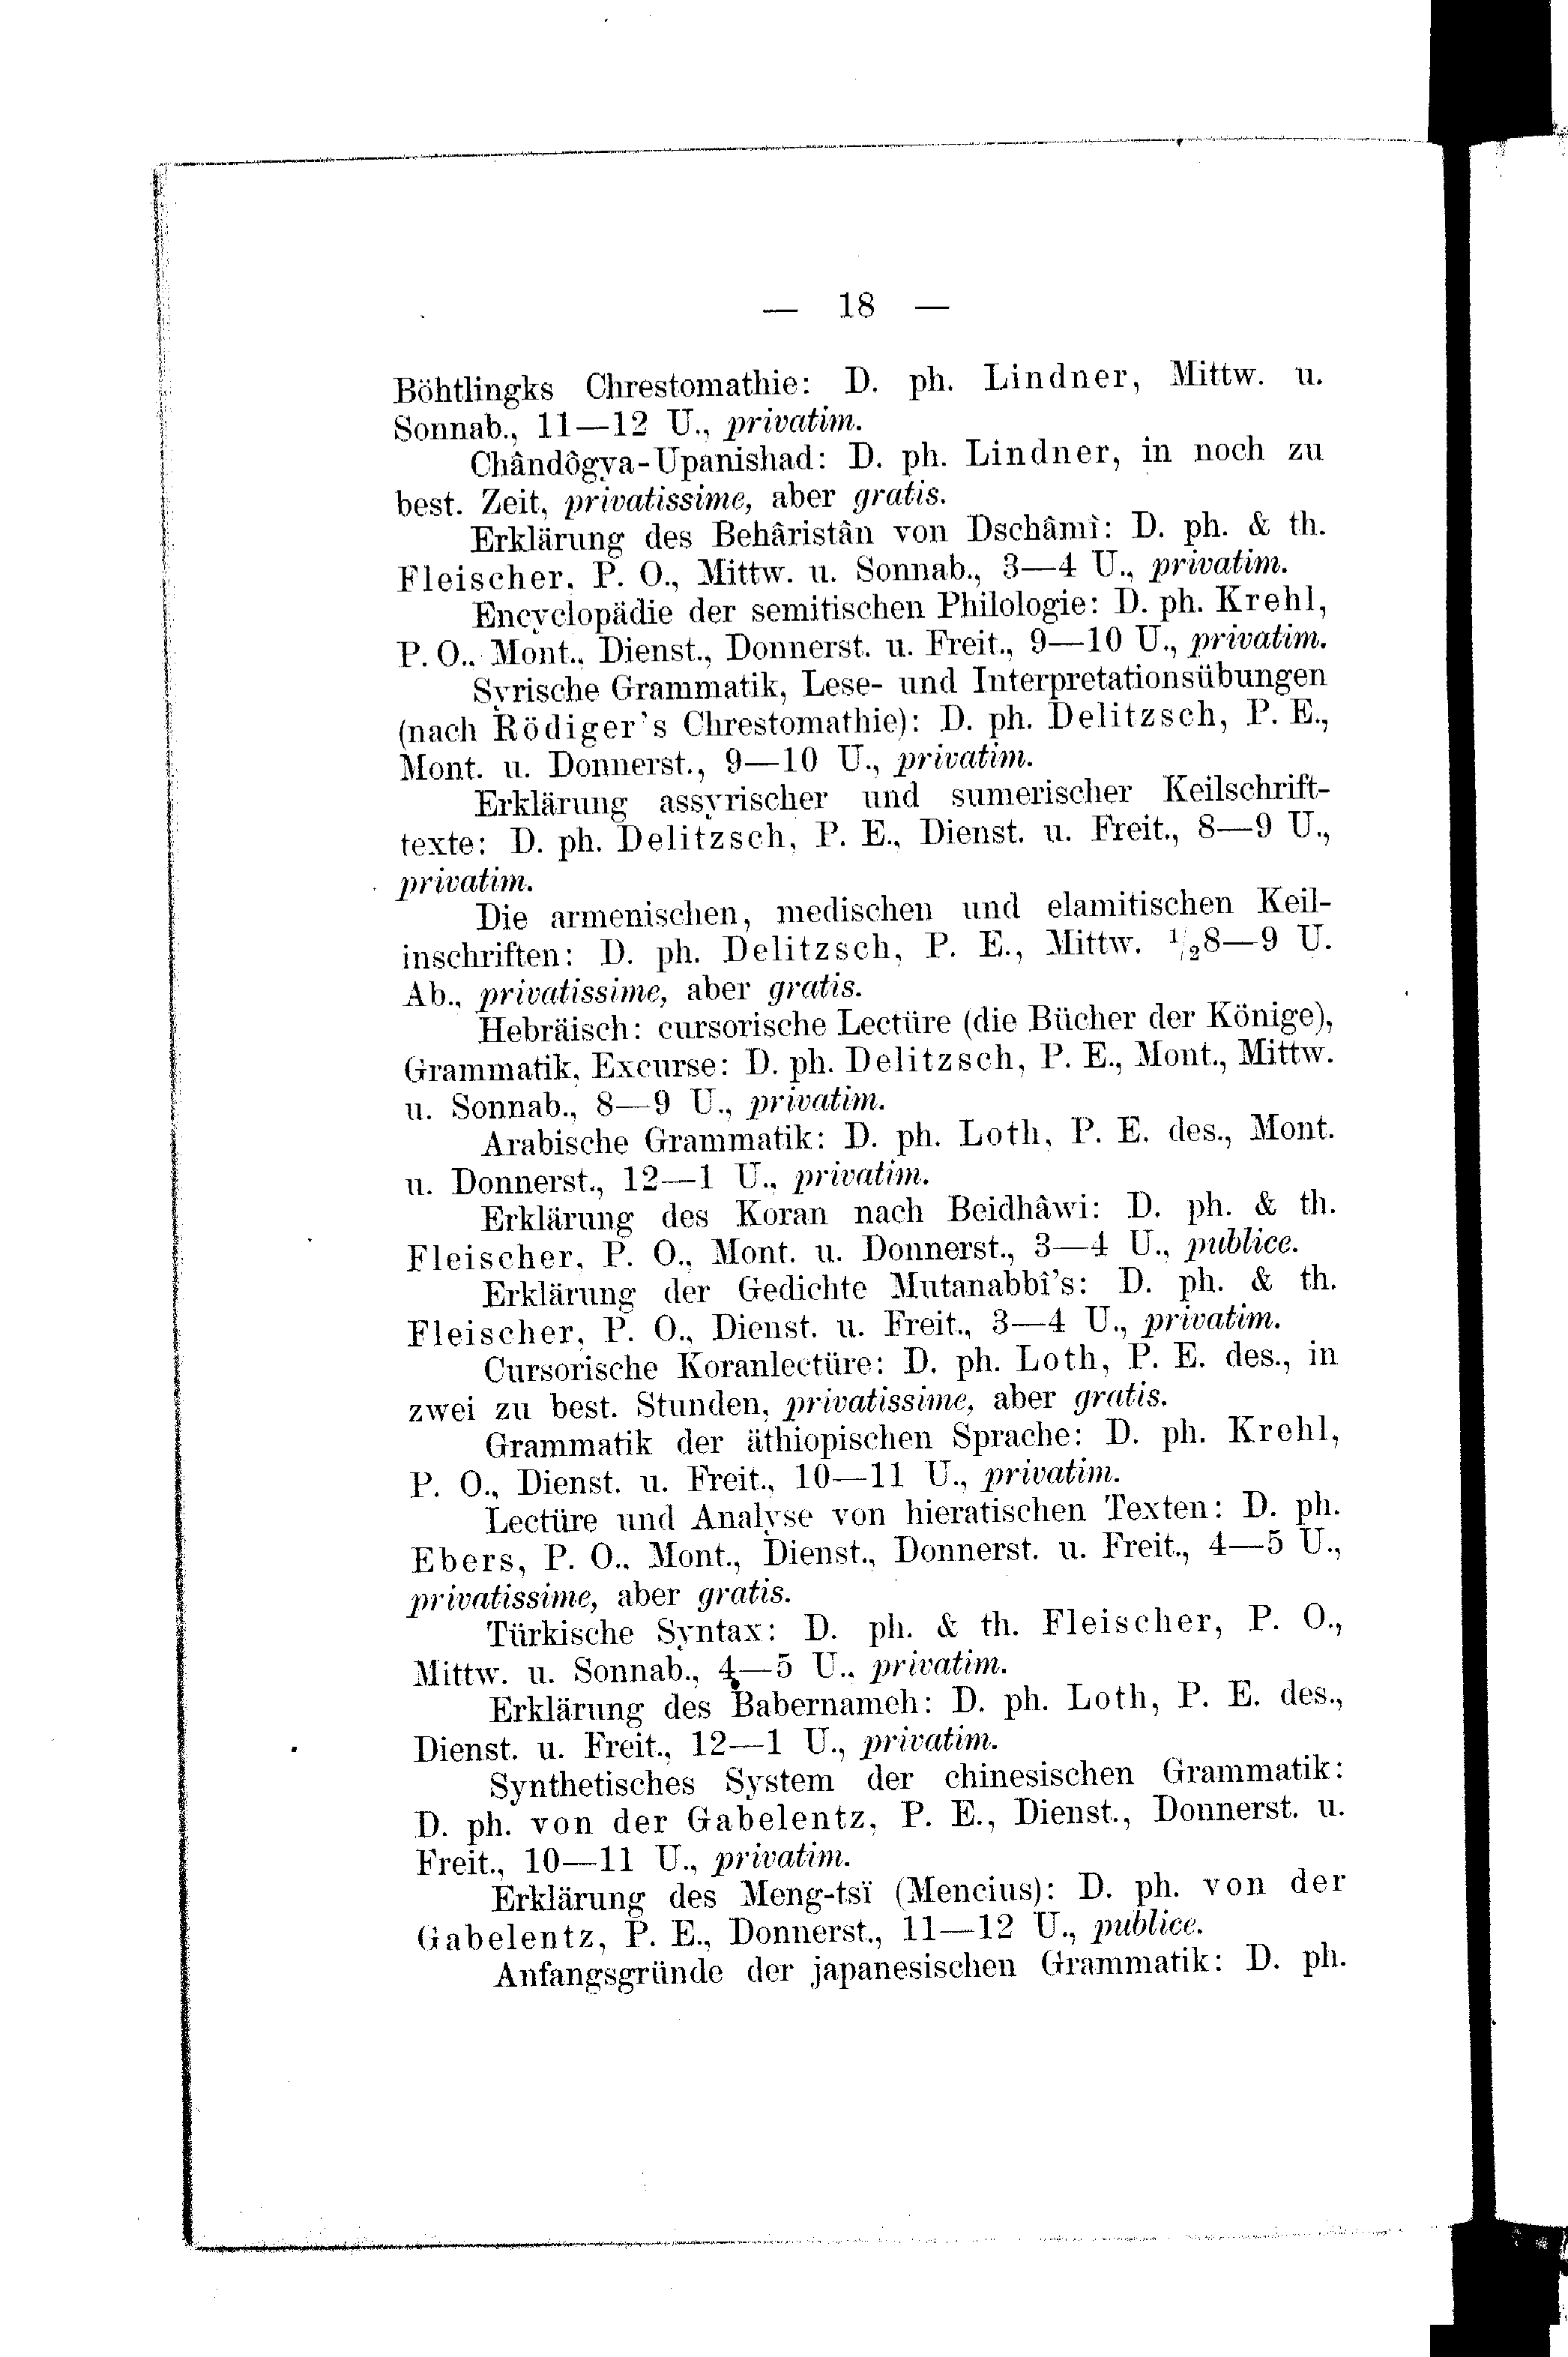 — 18 —
Böhtlingks Chrestomathie: D. ph. Lindner, Mittw. u.
Sonnab., 11—12 U., privatim.
Chândôgya-Upanishad: D. ph. Lindner, in noch zu
best. Zeit, privatissime, aber gratis.
Erklärung des Behâristân von Dschâmî: D. ph. & th.
Fleischer, P. O., Mittw. u. Sonnab., 3—4 U., privatim.
Encyclopädie der semitischen Philologie: D. ph. Krehl,
P. O., Mont., Dienst., Donnerst. u. Freit., 9—10 U., privatim.
Syrische Grammatik, Lese- und Interpretationsübungen
(nach Rödiger's Chrestomathie): D. ph. Delitzsch, P. E.,
Mont. u. Donnerst., 9—10 U., privatim.
Erklärung assyrischer und sumerischer Keilschrift-
texte: D. ph. Delitzsch, P. E., Dienst. u. Freit., 8—9 U.,
privatim.
Die armenischen, medischen und elamitischen Keil-
inschriften: D. ph. Delitzsch, P. E., Mittw. 1/28—9 U.
Ab., privatissime, aber gratis.
Hebräisch: cursorische Lectüre (die Bücher der Könige),
Grammatik, Excurse: D. ph. Delitzsch, P. E., Mont., Mittw.
u. Sonnab., 8—9 U., privatim.
Arabische Grammatik: D. ph. Loth, P. E. des., Mont.
u. Donnerst., 12—1 U., privatim.
Erklärung des Koran nach Beidhâwi: D. ph. & th.
Fleischer, P. O., Mont. u. Donnerst., 3—4 U., publice.
Erklärung der Gedichte Mutanabbî's: D. ph. & th.
Fleischer, P. O., Dienst. u. Freit., 3—4 U., privatim.
Cursorische Koranlectüre: D. ph. Loth, P. E. des., in
zwei zu best. Stunden, privatissime, aber gratis.
Grammatik der äthiopischen Sprache: D. ph. Krehl,
P. O., Dienst. u. Freit., 10—11 U., privatim.
Lectüre und Analyse von hieratischen Texten: D. ph.
Ebers, P. O., Mont., Dienst., Donnerst. u. Freit., 4—5 U.,
privatissime, aber gratis.
Türkische Syntax: D. ph. & th. Fleischer, P. O.,
Mittw. u. Sonnab., 4—5 U., privatim.
Erklärung des Babernameh: D. ph. Loth, P. E. des.,
Dienst. u. Freit., 12—1 U., privatim.
Synthetisches System der chinesischen Grammatik:
D. ph. von der Gabelentz, P. E., Dienst., Donnerst. u.
Freit., 10—11 U., privatim.
Erklärung des Meng-tsï (Mencius): D. ph. von der
Gabelentz, P. E., Donnerst., 11—12 U., publice.
Anfangsgründe der japanesischen Grammatik: D. ph.